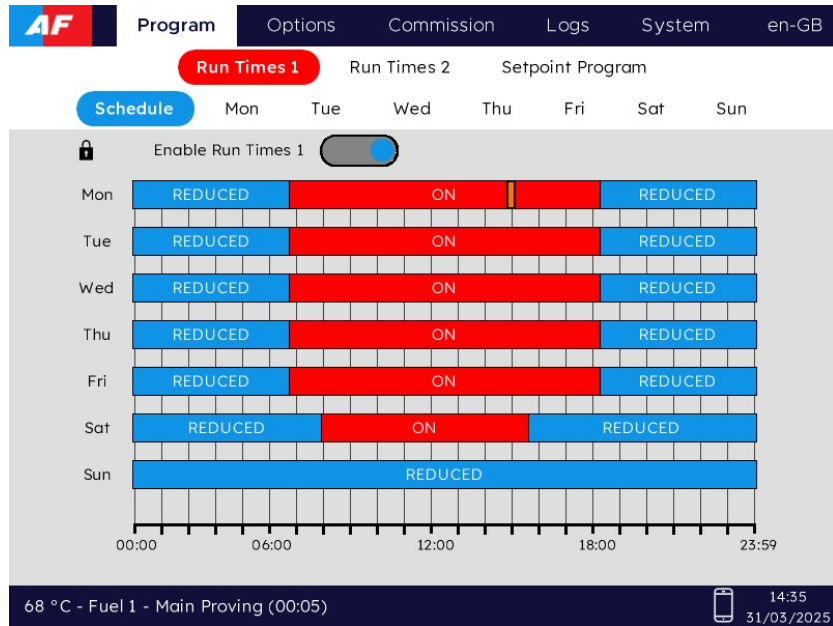 AF Program Options Commission Logs System en-GB
Run Times 1 Run Times 2 Setpoint Program
Schedule Mon Tue Wed Thu Fri Sat Sun
Enable Run Times 1
Mon REDUCED ON REDUCED
Tue REDUCED ON REDUCED
Wed REDUCED ON REDUCED
Thu REDUCED ON REDUCED
Fri REDUCED ON REDUCED
Sat REDUCED ON REDUCED
Sun REDUCED
00:00 06:00 12:00 18:00 23:59
68 °C - Fuel 1 - Main Proving (00:05) 14:35
31/03/2025